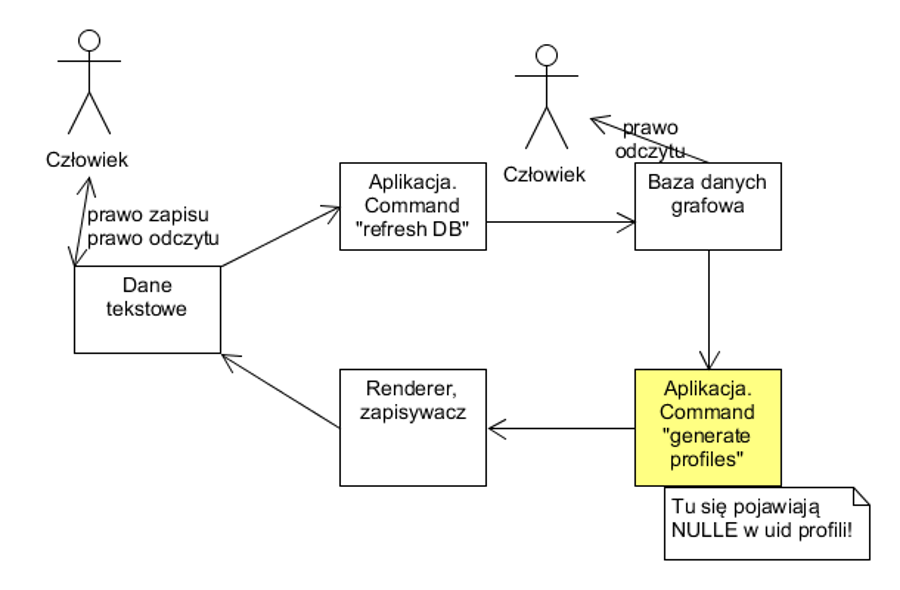 Człowiek
prawo zapisu
prawo odczytu
Dane
tekstowe
Aplikacja.
Command
"refresh DB"
Człowiek
prawo
odczytu
Baza danych
grafowa
Aplikacja.
Command
"generate
profiles"
Tu się pojawiają
NULLE w uid profili!
Renderer,
zapisywacz